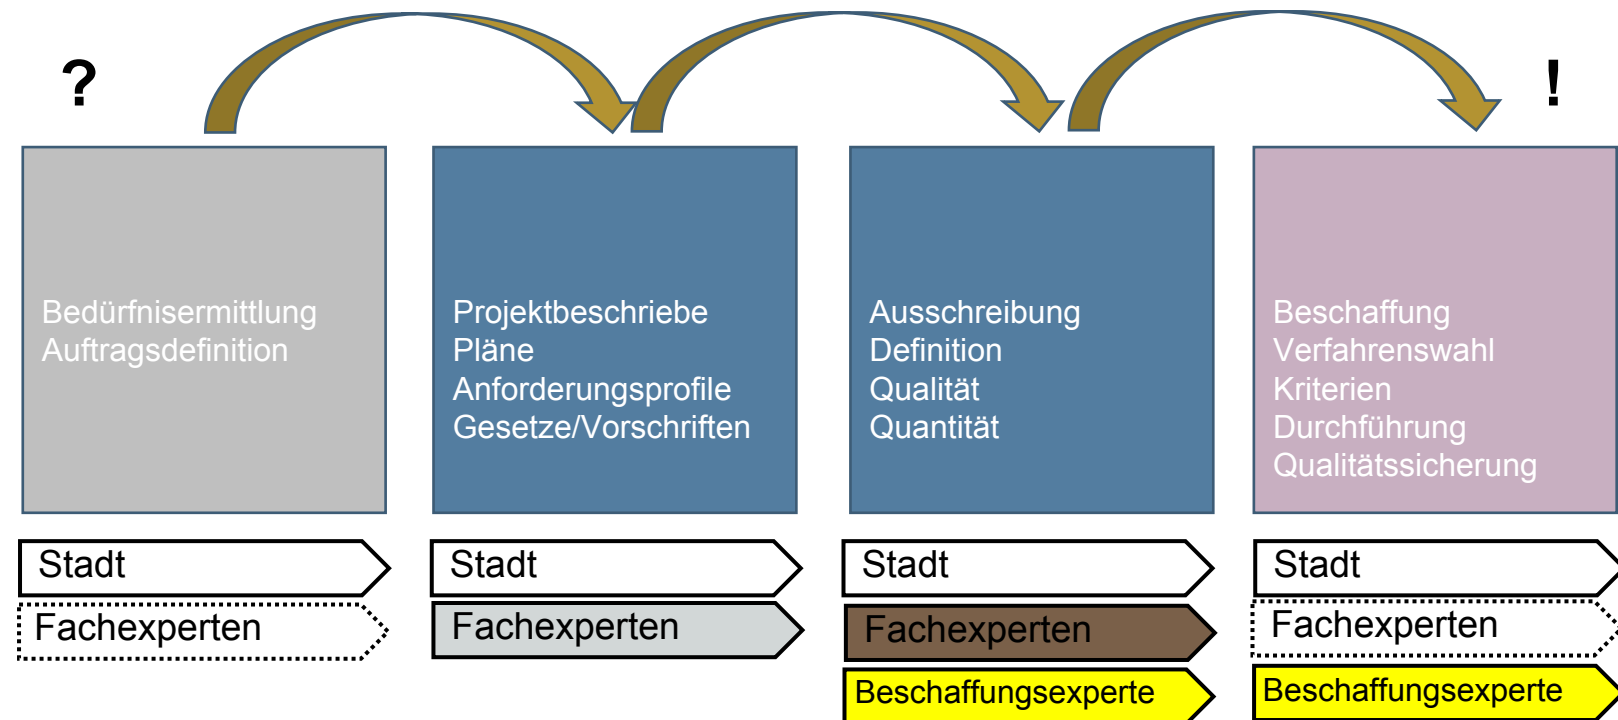 ?
!
Bedürfnisermittlung
Auftragsdefinition
Projektbeschriebe
Pläne
Anforderungsprofile
Gesetze/Vorschriften
Ausschreibung
Definition
Qualität
Quantität
Beschaffung
Verfahrenswahl
Kriterien
Durchführung
Qualitätssicherung
Stadt
Fachexperten
Stadt
Fachexperten
Stadt
Fachexperten
Beschaffungsexperte
Stadt
Fachexperten
Beschaffungsexperte